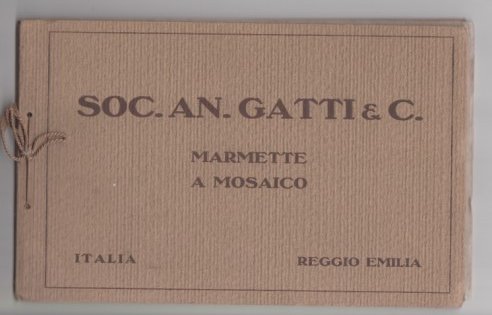 SOC. AN. GATTI & C.
MARMETTE
A MOSAICO
ITALIA REGGIO EMILIA